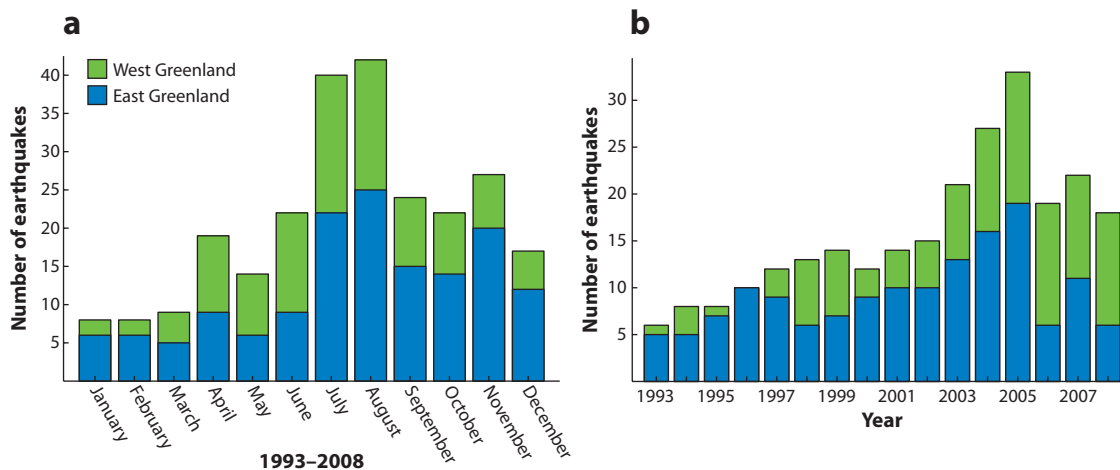 a
West Greenland
East Greenland
Number of earthquakes
40
35
30
25
20
15
10
5
January
February
March
April
May
June
July
August
September
October
November
December
1993–2008
b
Number of earthquakes
30
25
20
15
10
5
1993
1995
1997
1999
2001
2003
2005
2007
Year